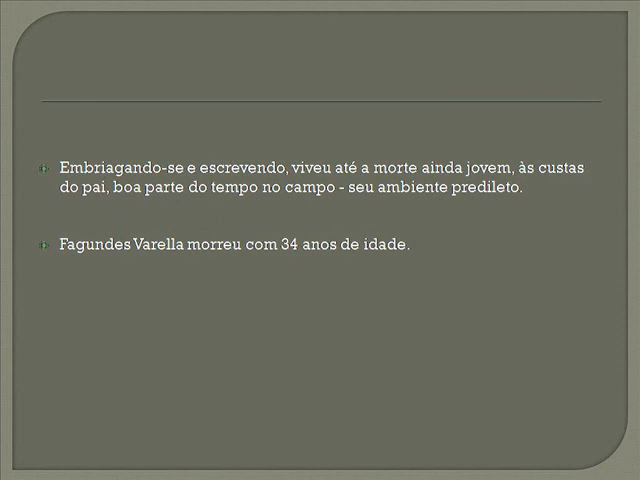 Embriagando-se e escrevendo, viveu até a morte ainda jovem, às custas
do pai, boa parte do tempo no campo - seu ambiente predileto.
Fagundes Varella morreu com 34 anos de idade.